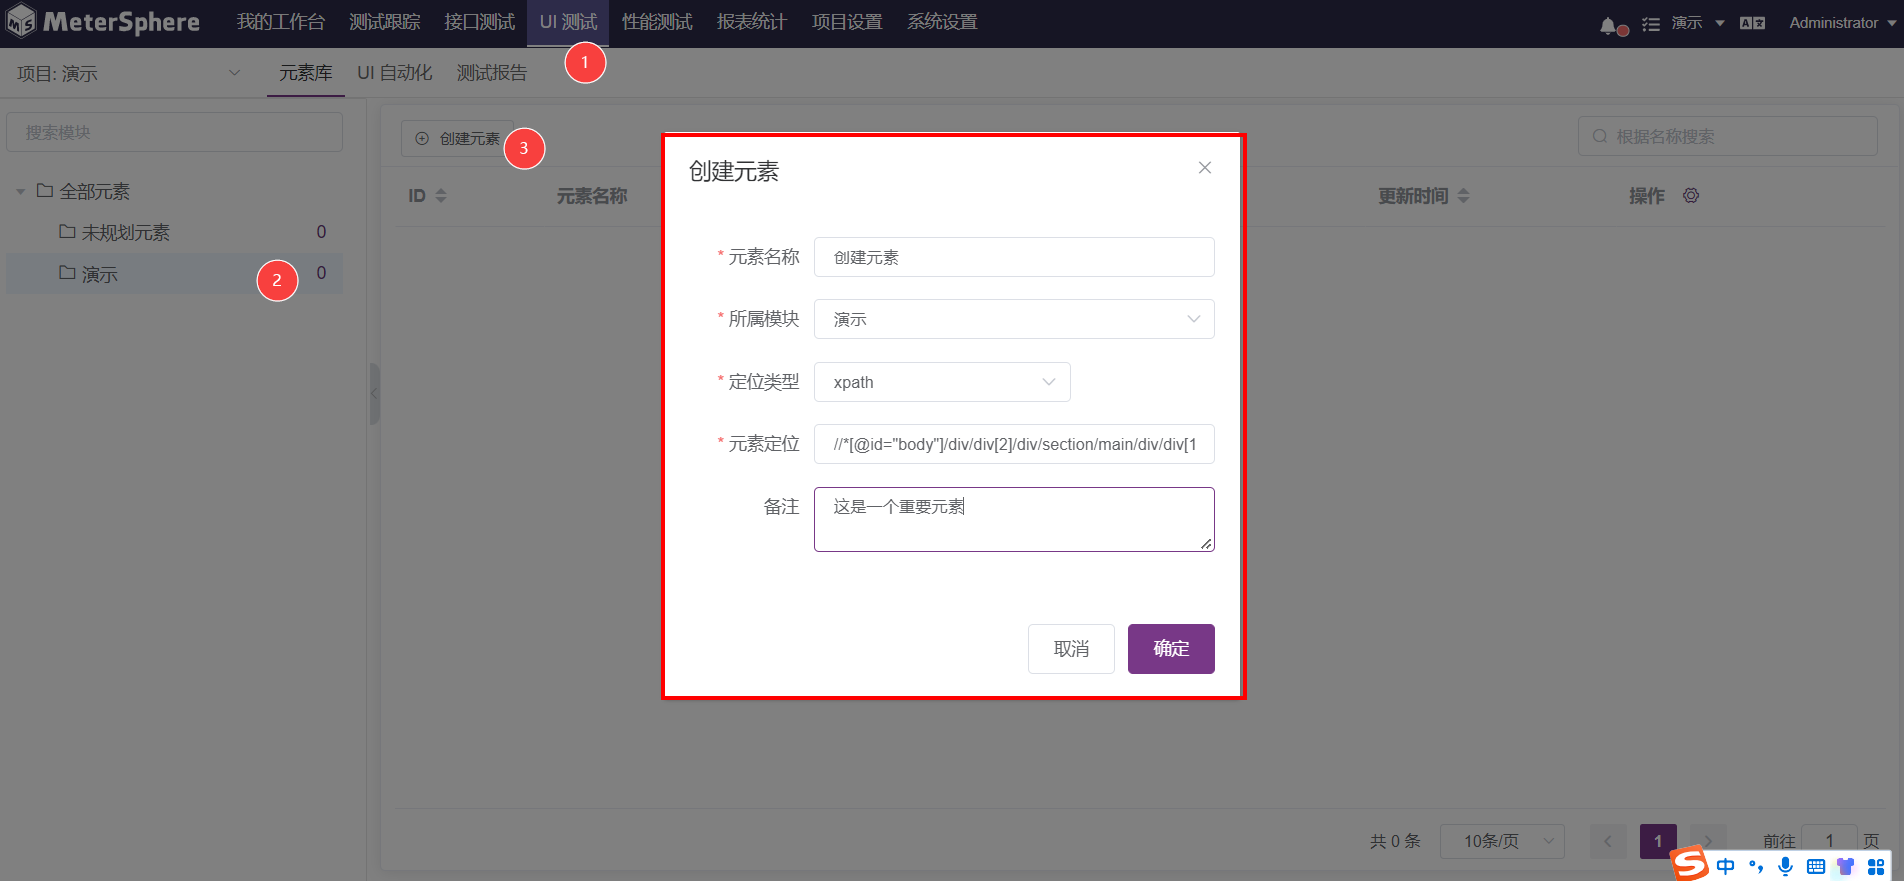 MeterSphere 我的工作台 测试跟踪 接口测试 UI 测试 性能测试 报表统计 项目设置 系统设置 演示 Administrator
1
项目: 演示 元素库 UI 自动化 测试报告
搜索模块
创建元素
3
根据名称搜索
全部元素
未规划元素 0
演示 0
2
ID 元素名称 更新时间 操作
创建元素
* 元素名称 创建元素
* 所属模块 演示
* 定位类型 xpath
* 元素定位 //*[@id="body"]/div/div[2]/div/section/main/div/div[1
备注 这是一个重要元素
取消 确定
共 0 条 10条/页 1 前往 1 页
中